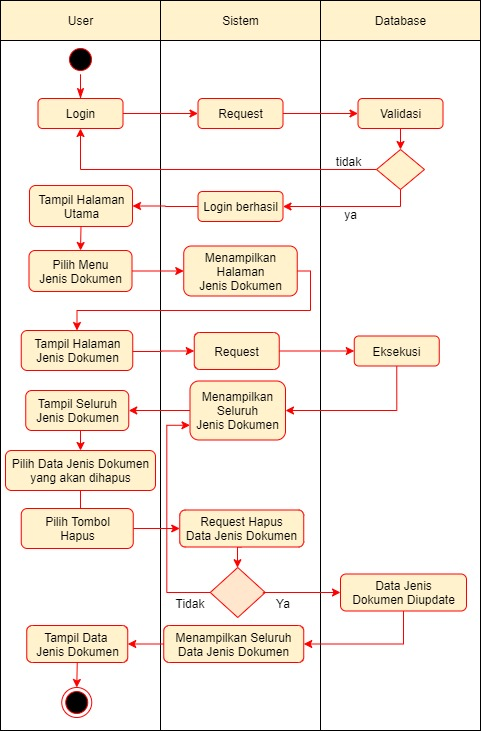 User
Sistem
Database
Login
Request
Validasi
tidak
Tampil Halaman
Utama
Login berhasil
ya
Pilih Menu
Jenis Dokumen
Menampilkan
Halaman
Jenis Dokumen
Tampil Halaman
Jenis Dokumen
Request
Eksekusi
Tampil Seluruh
Jenis Dokumen
Menampilkan
Seluruh
Jenis Dokumen
Pilih Data Jenis Dokumen
yang akan dihapus
Pilih Tombol
Hapus
Request Hapus
Data Jenis Dokumen
Tidak
Ya
Data Jenis
Dokumen Diupdate
Tampil Data
Jenis Dokumen
Menampilkan Seluruh
Data Jenis Dokumen